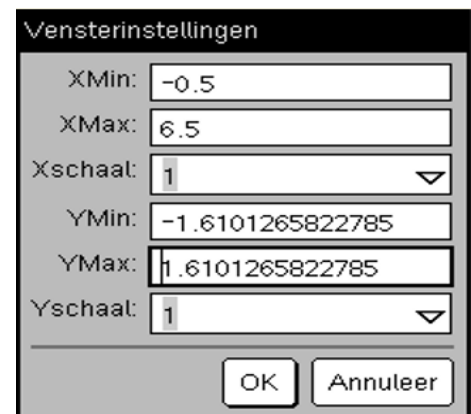 Vensterinstellingen
XMin: -0.5
XMax: 6.5
Xschaal: 1
YMin: -1.6101265822785
YMax: 1.6101265822785
Yschaal: 1
OK Annuleer